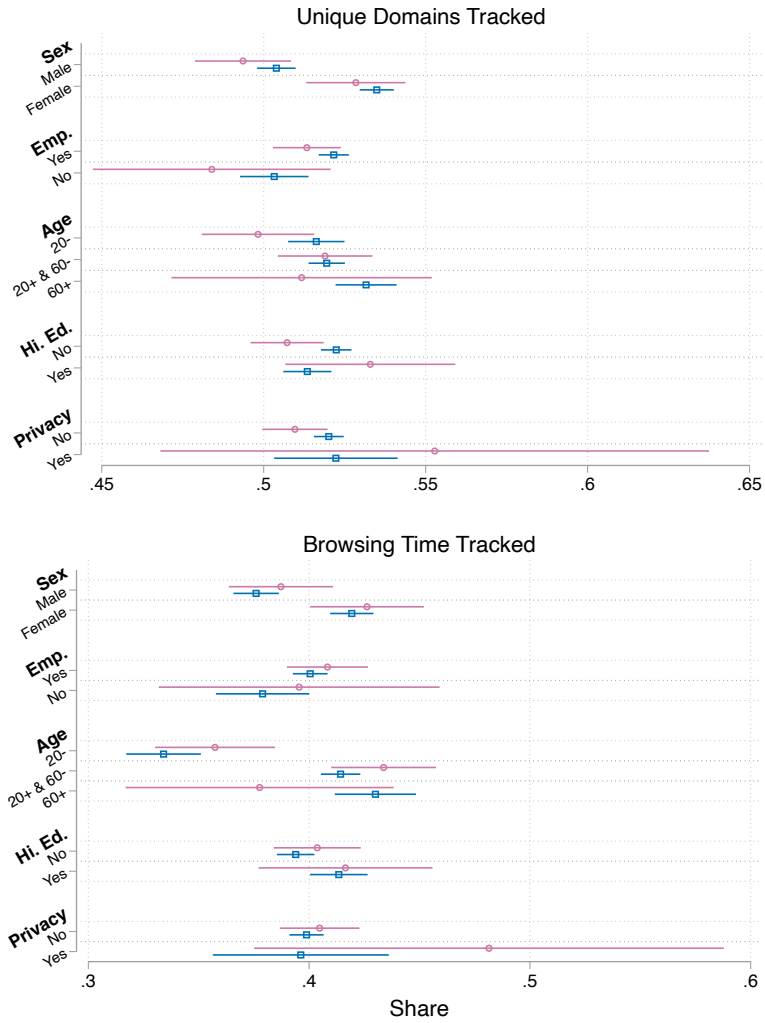 Unique Domains Tracked
Sex
Male
Female
Emp.
Yes
No
Age
20-
20+ & 60-
60+
Hi. Ed.
No
Yes
Privacy
No
Yes
.45 .5 .55 .6 .65
Browsing Time Tracked
Sex
Male
Female
Emp.
Yes
No
Age
20-
20+ & 60-
60+
Hi. Ed.
No
Yes
Privacy
No
Yes
.3 .4 .5 .6
Share